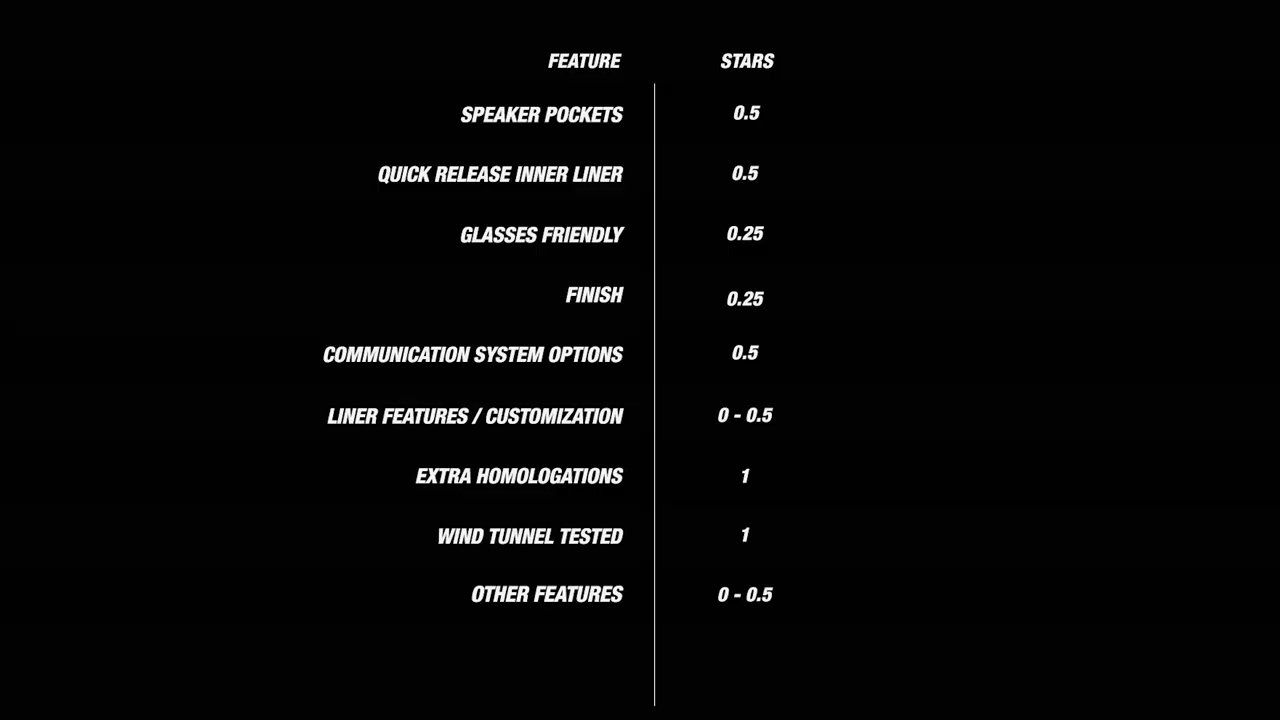 FEATURE STARS
SPEAKER POCKETS 0.5
QUICK RELEASE INNER LINER 0.5
GLASSES FRIENDLY 0.25
FINISH 0.25
COMMUNICATION SYSTEM OPTIONS 0.5
LINER FEATURES / CUSTOMIZATION 0 - 0.5
EXTRA HOMOLOGATIONS 1
WIND TUNNEL TESTED 1
OTHER FEATURES 0 - 0.5